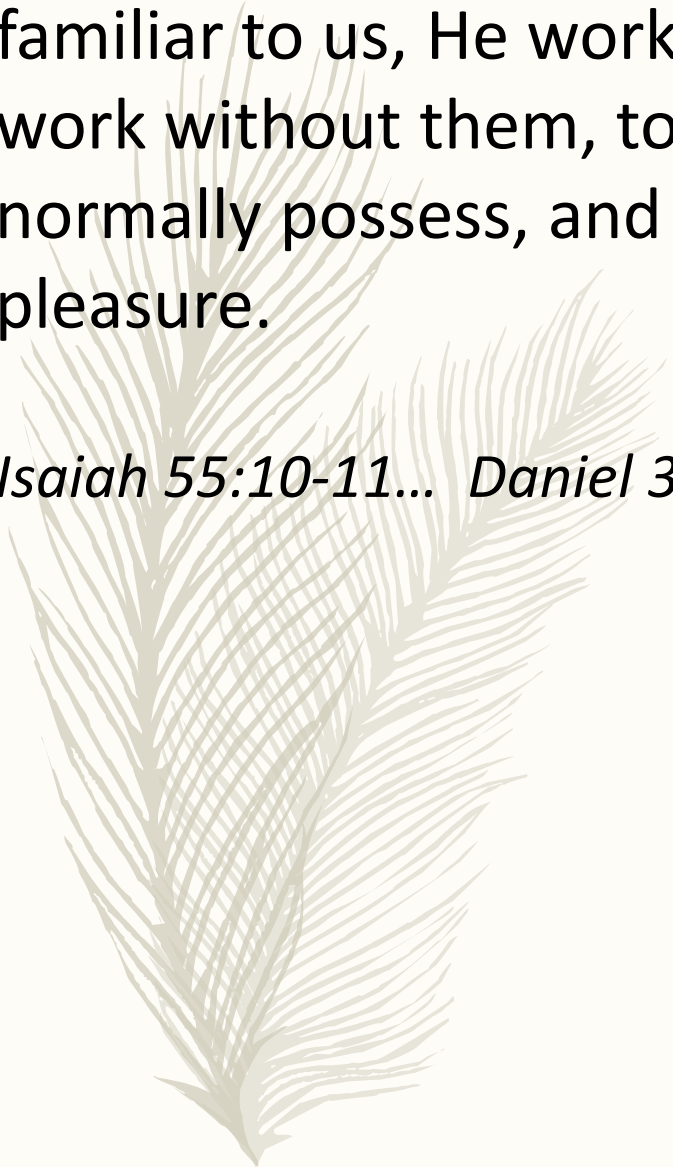 familiar to us, He work
work without them, to
normally possess, and
pleasure.
Isaiah 55:10-11… Daniel 3